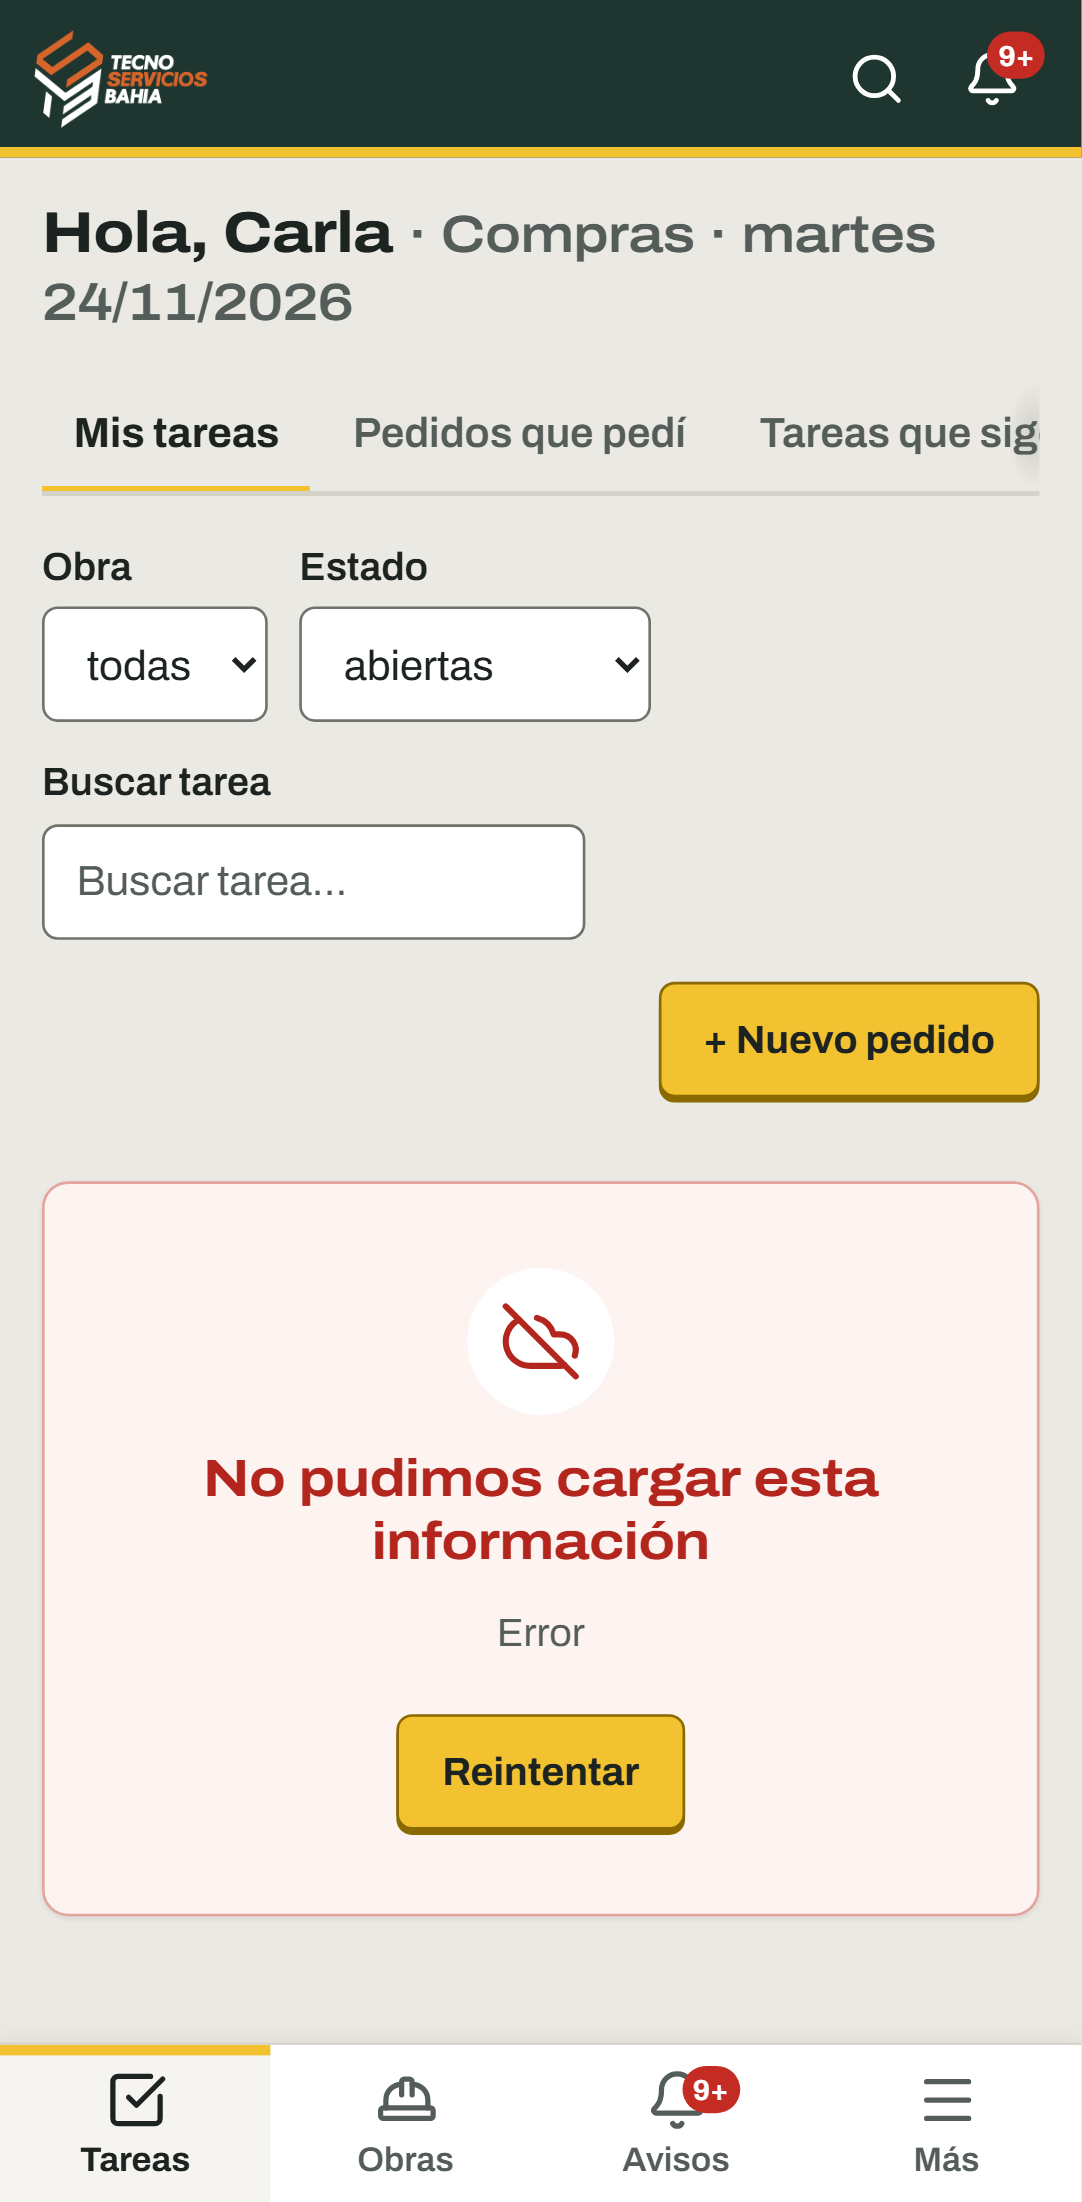 TECNO
SERVICIOS
BAHIA
9+
Hola, Carla · Compras · martes
24/11/2026
Mis tareas
Pedidos que pedí
Tareas que sig
Obra
Estado
todas
abiertas
Buscar tarea
Buscar tarea...
+ Nuevo pedido
No pudimos cargar esta
información
Error
Reintentar
9+
Tareas
Obras
Avisos
Más